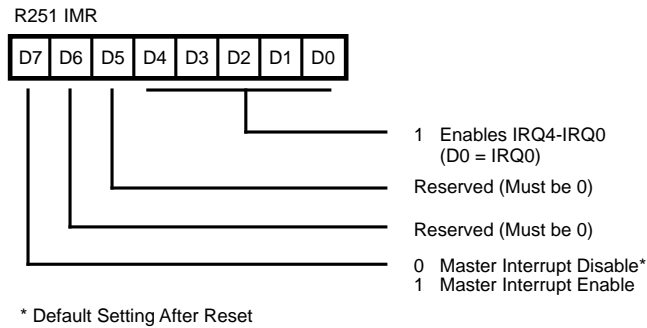 R251 IMR
D7 D6 D5 D4 D3 D2 D1 D0
1 Enables IRQ4-IRQ0
(D0 = IRQ0)
Reserved (Must be 0)
Reserved (Must be 0)
0 Master Interrupt Disable*
1 Master Interrupt Enable
* Default Setting After Reset